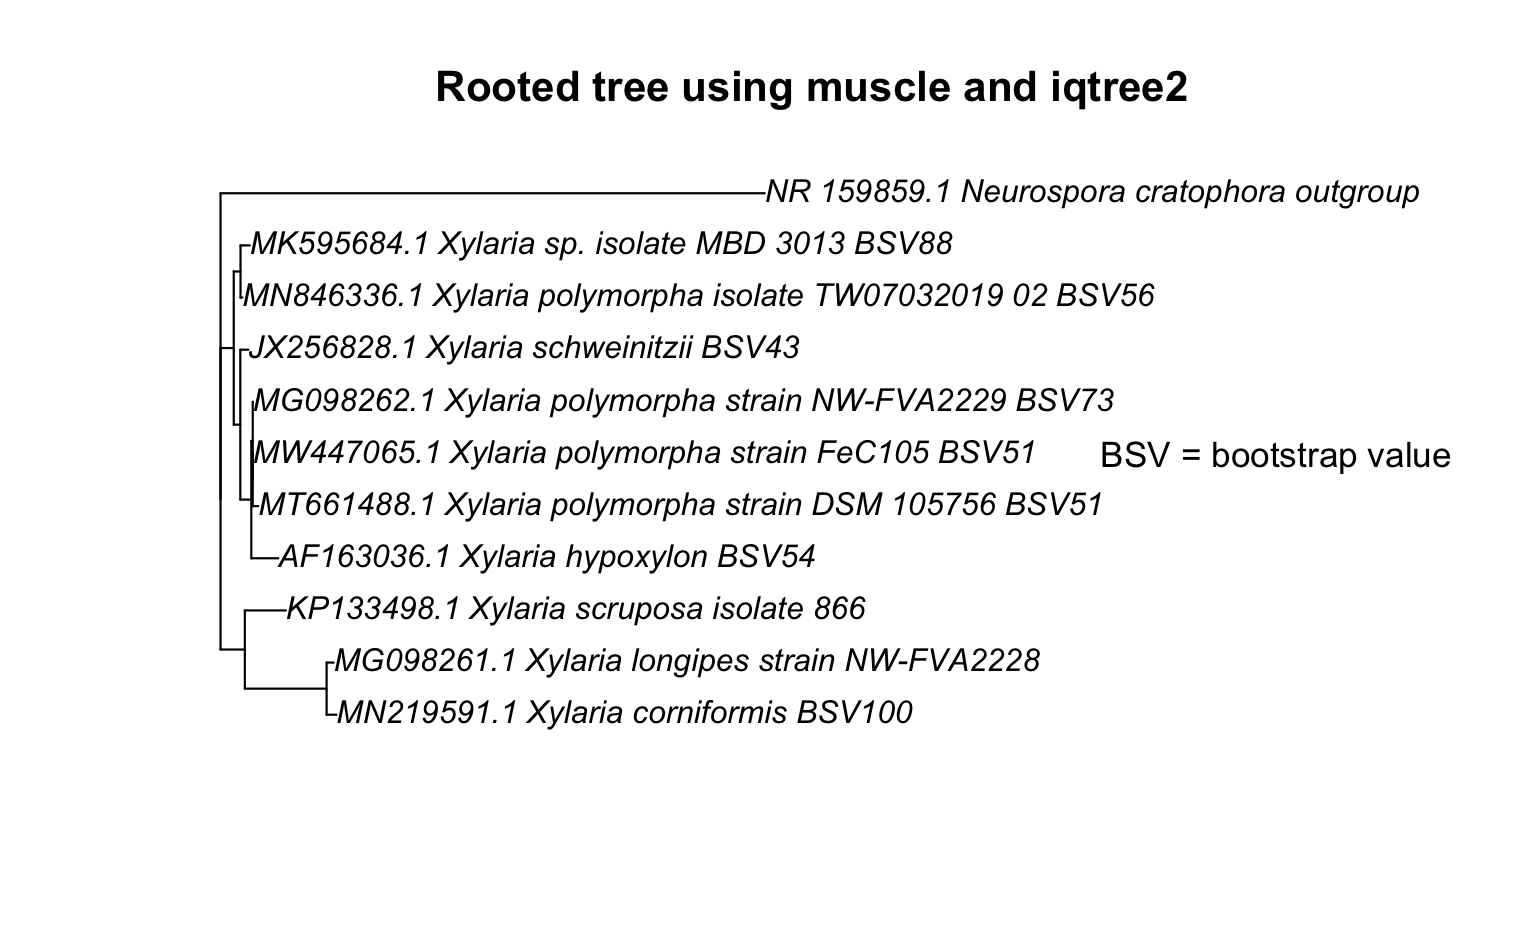 Rooted tree using muscle and iqtree2
NR 159859.1 Neurospora cratophora outgroup
MK595684.1 Xylaria sp. isolate MBD 3013 BSV88
MN846336.1 Xylaria polymorpha isolate TW07032019 02 BSV56
JX256828.1 Xylaria schweinitzii BSV43
MG098262.1 Xylaria polymorpha strain NW-FVA2229 BSV73
MW447065.1 Xylaria polymorpha strain FeC105 BSV51
BSV = bootstrap value
MT661488.1 Xylaria polymorpha strain DSM 105756 BSV51
AF163036.1 Xylaria hypoxylon BSV54
KP133498.1 Xylaria scruposa isolate 866
MG098261.1 Xylaria longipes strain NW-FVA2228
MN219591.1 Xylaria corniformis BSV100